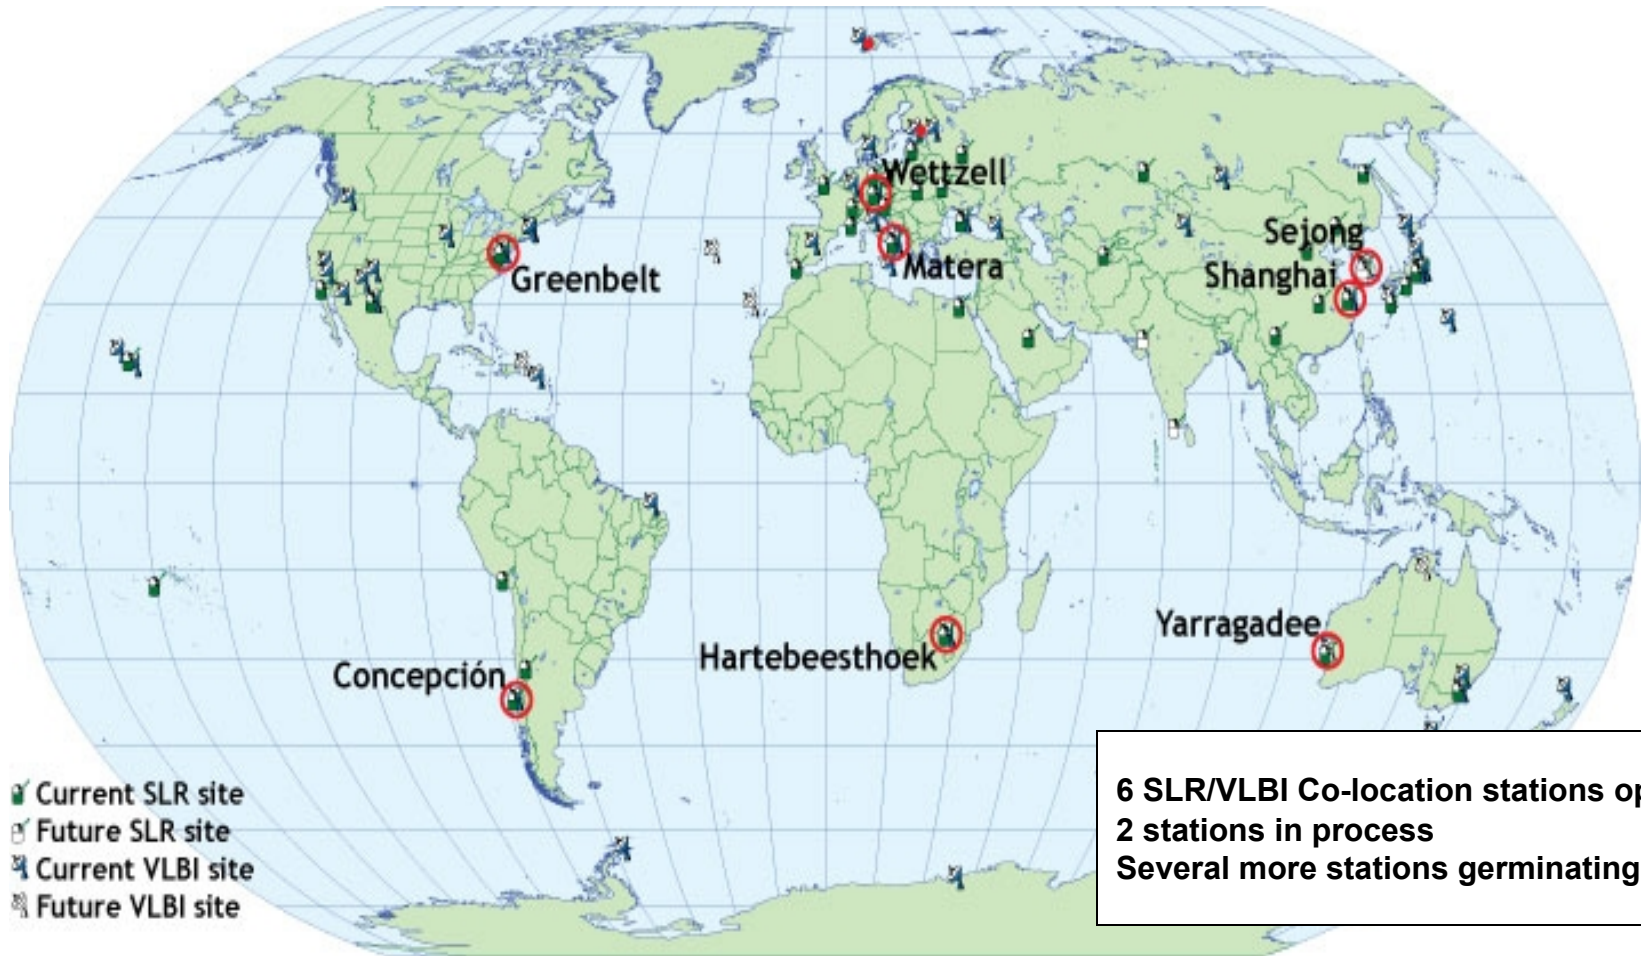 Wettzell
Sejong
Matera
Shanghai
Greenbelt
Yarragadee
Hartebeesthoek
Concepción
Current SLR site
Future SLR site
Current VLBI site
Future VLBI site
6 SLR/VLBI Co-location stations
2 stations in process
Several more stations germinating